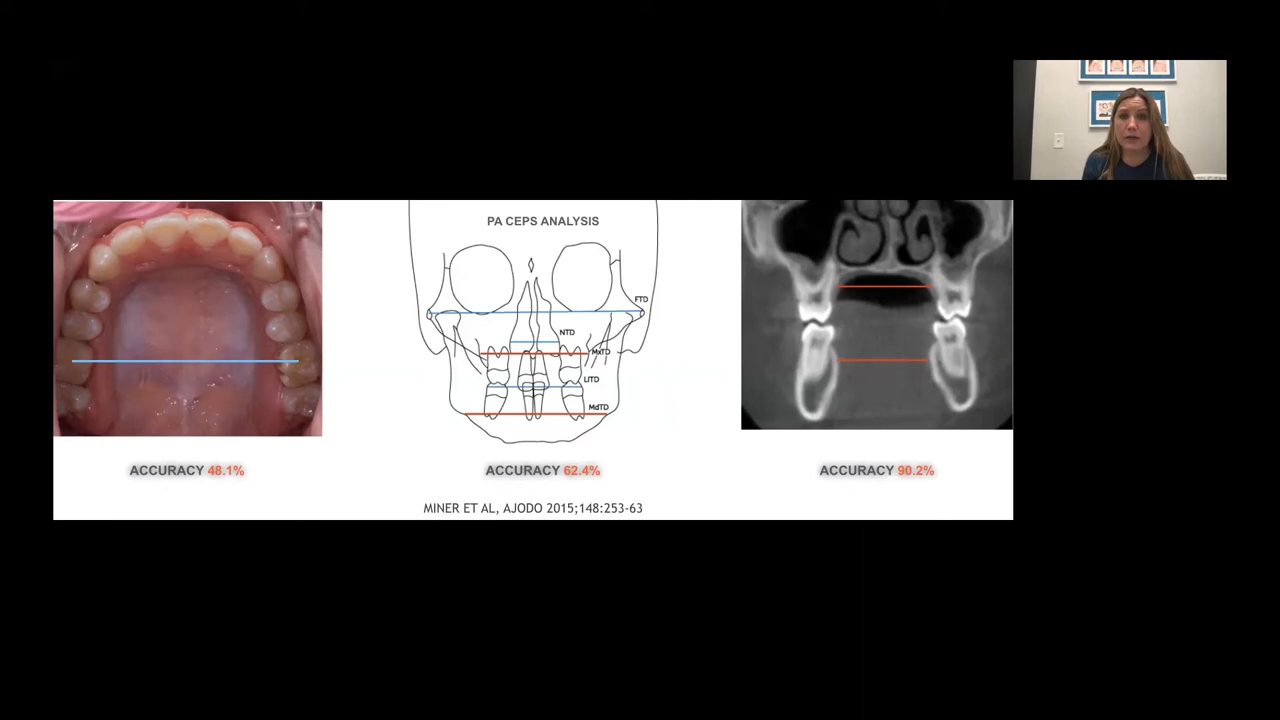 PA CEPS ANALYSIS
FTD
NTD
MxTD
LITD
MdTD
ACCURACY 48.1%
ACCURACY 62.4%
ACCURACY 90.2%
MINER ET AL, AJODO 2015;148:253-63